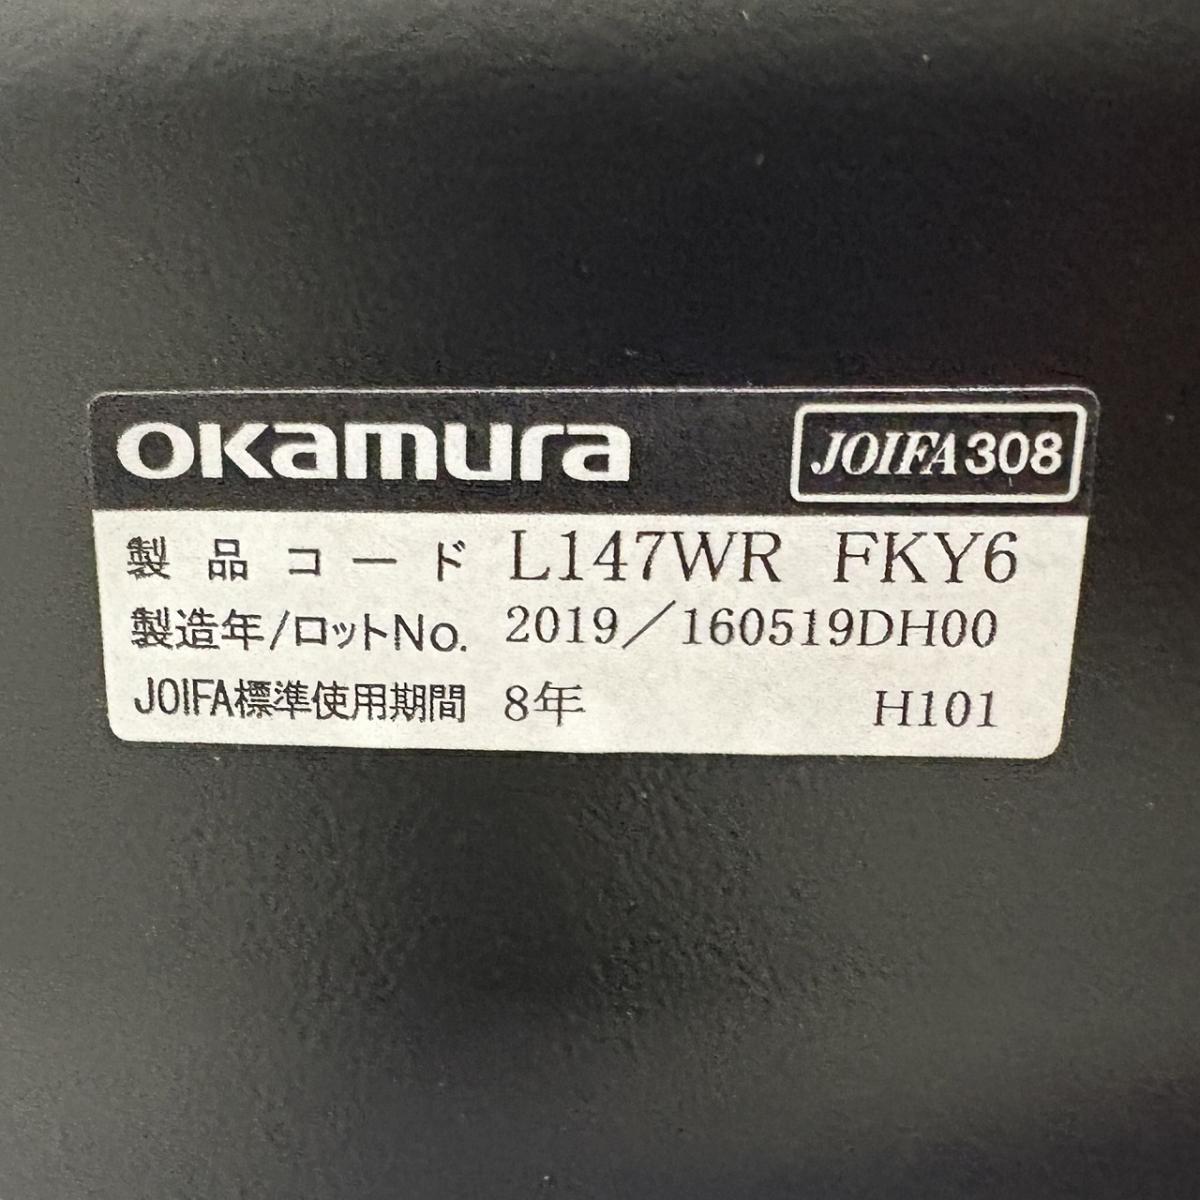 okamura JOIFA308
製品コード L147WR FKY6
製造年/ロットNo. 2019／160519DH00
JOIFA標準使用期間 8年 H101